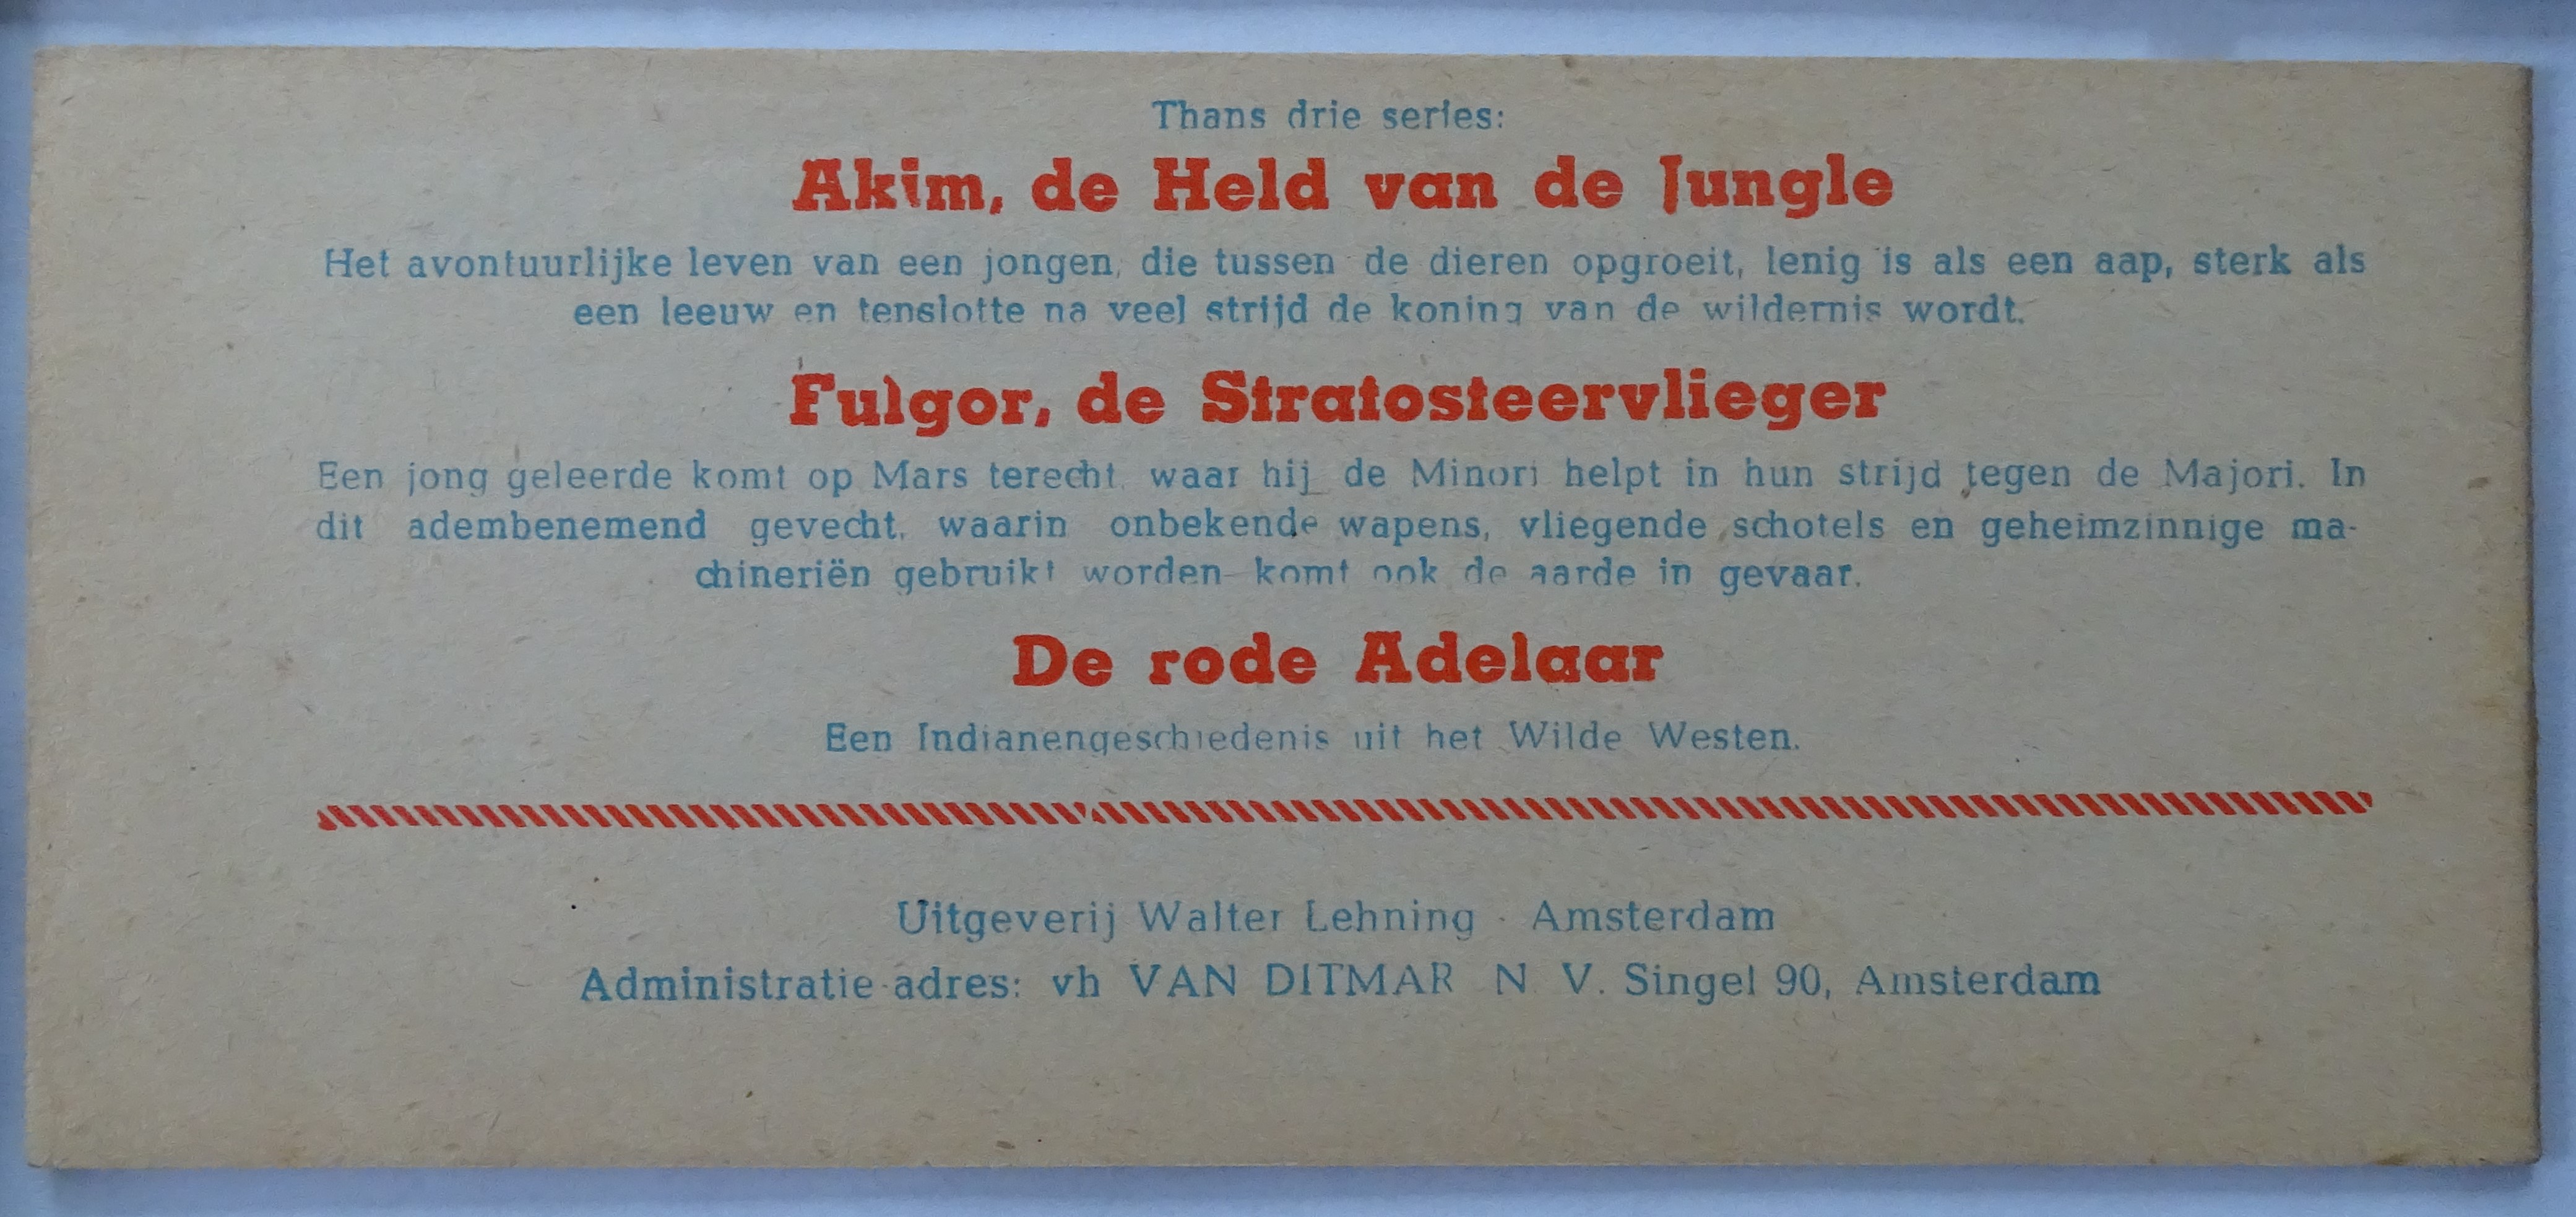 Thans drie series:
Akim, de Held van de Jungle
Het avontuurlijke leven van een jongen, die tussen de dieren opgroeit, lenig is als een aap, sterk als
een leeuw en tenslotte na veel strijd de koning van de wildernis wordt.
Fulgor, de Stratosfeervlieger
Een jong geleerde komt op Mars terecht, waar hij de Minori helpt in hun strijd tegen de Majori. In
dit adembenemend gevecht, waarin onbekende wapens, vliegende schotels en geheimzinnige ma-
chineriën gebruikt worden komt ook de aarde in gevaar.
De rode Adelaar
Een Indianengeschiedenis uit het Wilde Westen.
Uitgeverij Walter Lehning - Amsterdam
Administratie-adres: vh VAN DITMAR N. V. Singel 90, Amsterdam